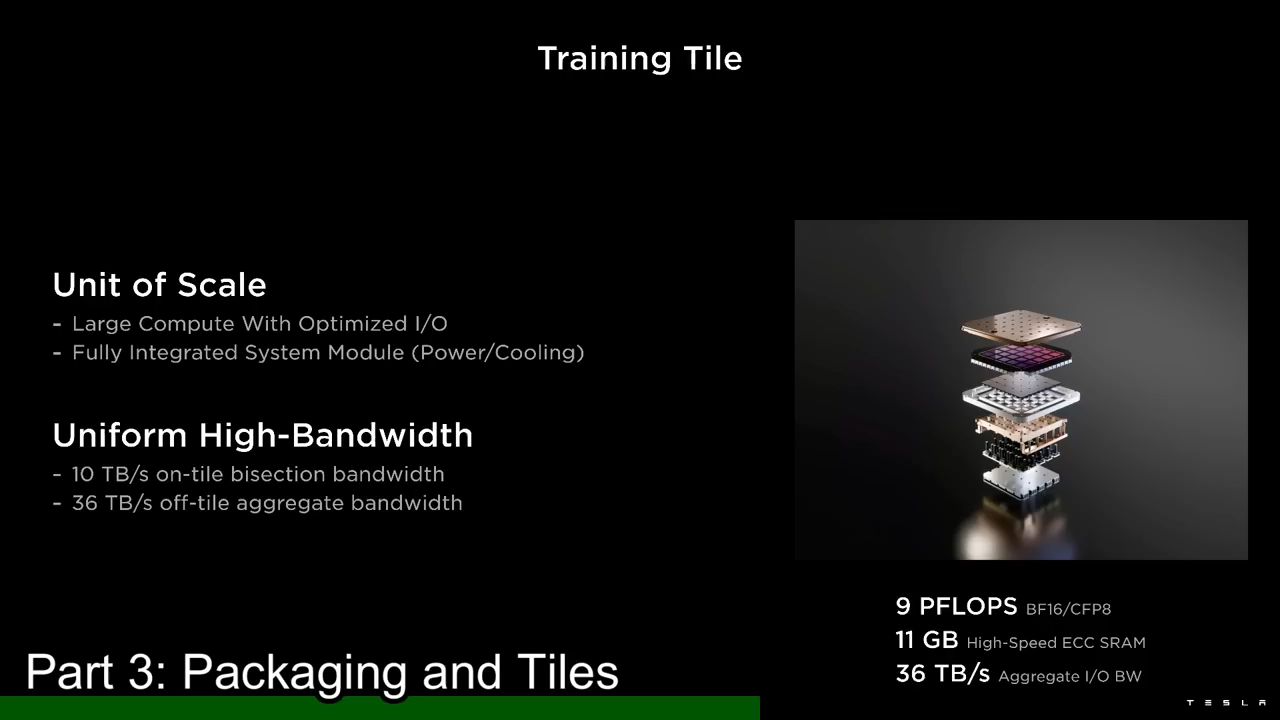 Training Tile
Unit of Scale
- Large Compute With Optimized I/O
- Fully Integrated System Module (Power/Cooling)
Uniform High-Bandwidth
- 10 TB/s on-tile bisection bandwidth
- 36 TB/s off-tile aggregate bandwidth
9 PFLOPS BF16/CFP8
11 GB High-Speed ECC SRAM
36 TB/s Aggregate I/O BW
Part 3: Packaging and Tiles
TESLA